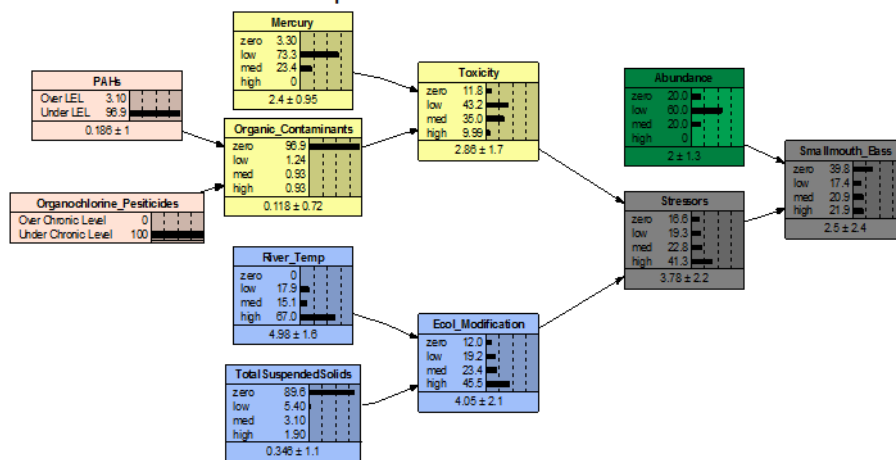 Mercury
zero 3.30
low 73.3
med 23.4
high 0
2.4 ± 0.95
PAHs
Over LEL 3.10
Under LEL 96.9
0.186 ± 1
Organic_Contaminants
zero 96.9
low 1.24
med 0.93
high 0.93
0.118 ± 0.72
Organochlorine_Pesiticides
Over Chronic Level 0
Under Chronic Level 100
Toxicity
zero 11.8
low 43.2
med 35.0
high 9.99
2.86 ± 1.7
Abundance
zero 20.0
low 60.0
med 20.0
high 0
2 ± 1.3
Smallmouth_Bass
zero 39.8
low 17.4
med 20.9
high 21.9
2.5 ± 2.4
Stressors
zero 16.6
low 19.3
med 22.8
high 41.3
3.78 ± 2.2
River_Temp
zero 0
low 17.9
med 15.1
high 67.0
4.98 ± 1.6
Ecol_Modification
zero 12.0
low 19.2
med 23.4
high 45.5
4.05 ± 2.1
TotalSuspendedSolids
zero 89.6
low 5.40
med 3.10
high 1.90
0.346 ± 1.1